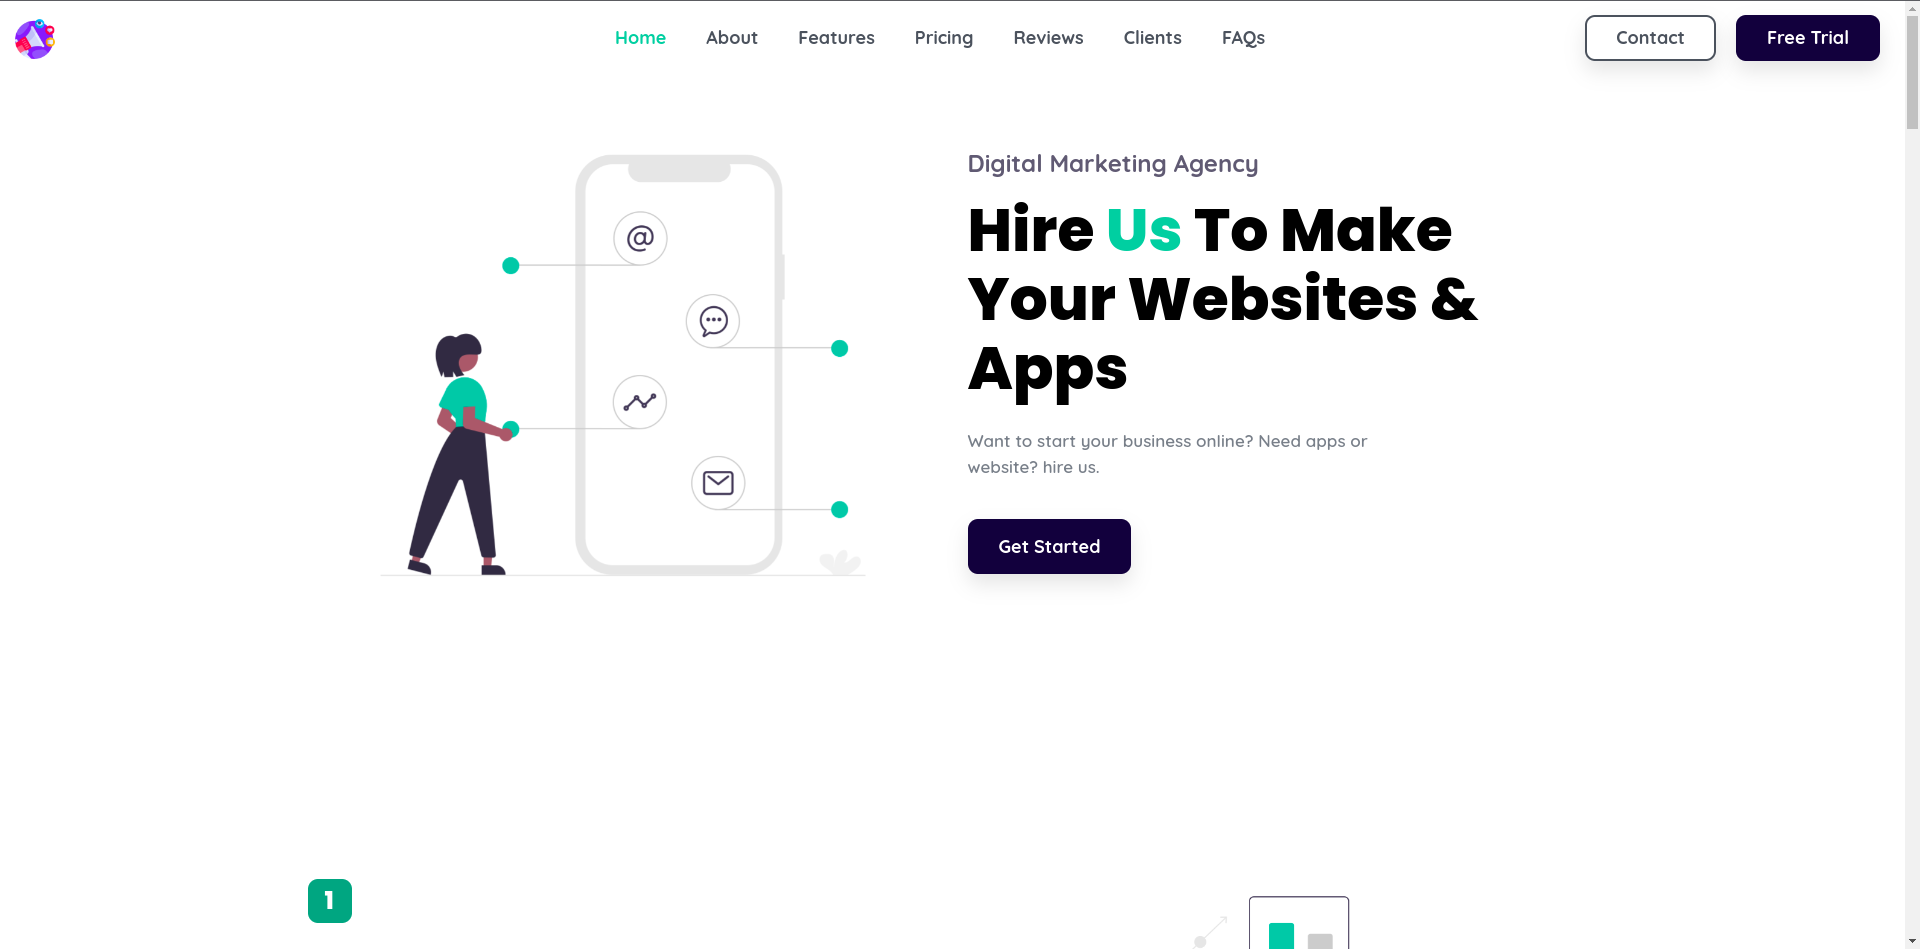 Home About Features Pricing Reviews Clients FAQs Contact Free Trial
Digital Marketing Agency
Hire Us To Make
Your Websites &
Apps
Want to start your business online? Need apps or
website? hire us.
Get Started
@
1